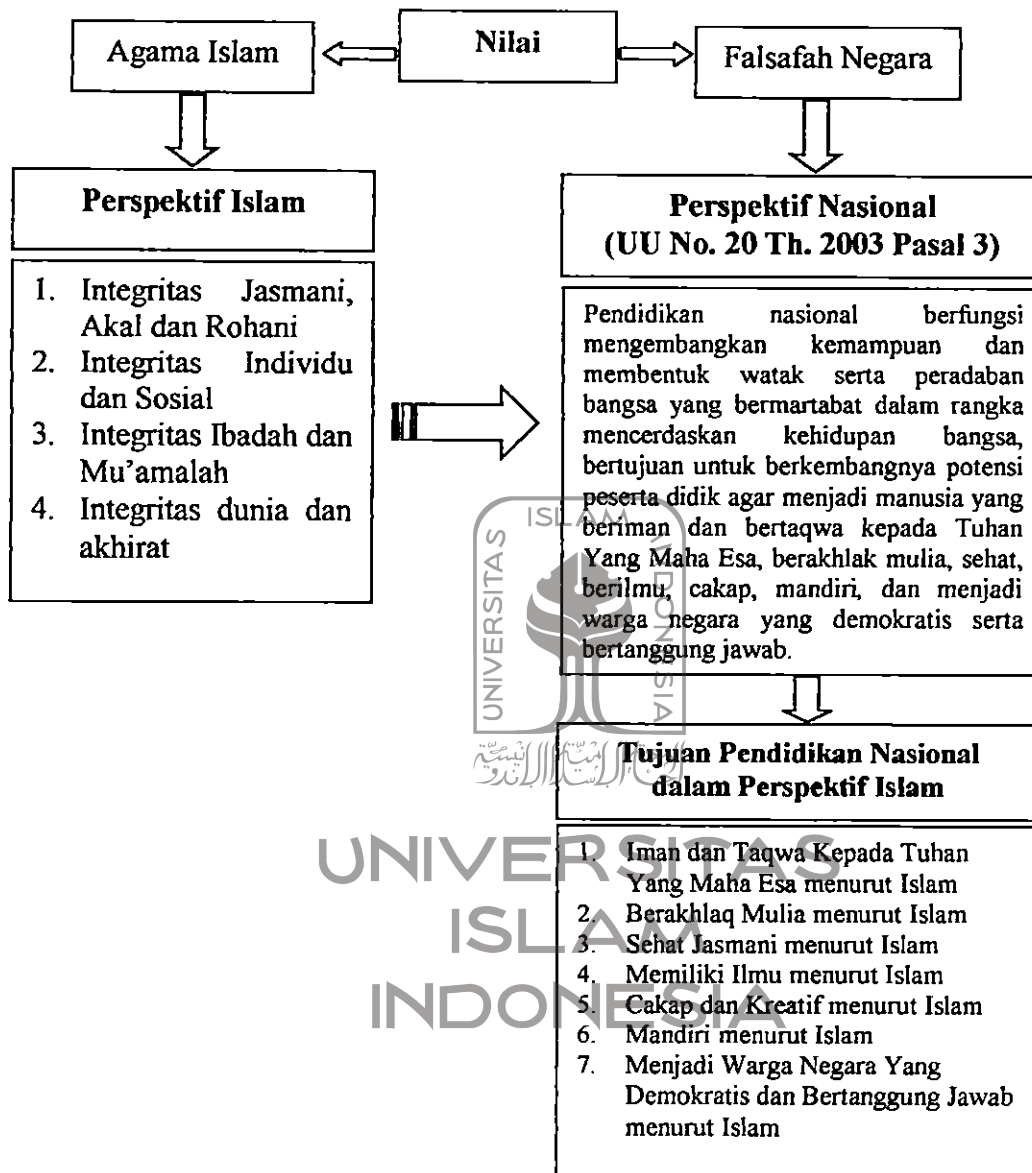 Nilai
Agama Islam
Falsafah Negara
Perspektif Islam
1. Integritas Jasmani,
Akal dan Rohani
2. Integritas Individu
dan Sosial
3. Integritas Ibadah dan
Mu’amalah
4. Integritas dunia dan
akhirat
Perspektif Nasional
(UU No. 20 Th. 2003 Pasal 3)
Pendidikan nasional berfungsi
mengembangkan kemampuan dan
membentuk watak serta peradaban
bangsa yang bermartabat dalam rangka
mencerdaskan kehidupan bangsa,
bertujuan untuk berkembangnya potensi
peserta didik agar menjadi manusia yang
beriman dan bertaqwa kepada Tuhan
Yang Maha Esa, berakhlak mulia, sehat,
berilmu, cakap, mandiri, dan menjadi
warga negara yang demokratis serta
bertanggung jawab.
Tujuan Pendidikan Nasional
dalam Perspektif Islam
1. Iman dan Taqwa Kepada Tuhan
Yang Maha Esa menurut Islam
2. Berakhlaq Mulia menurut Islam
3. Sehat Jasmani menurut Islam
4. Memiliki Ilmu menurut Islam
5. Cakap dan Kreatif menurut Islam
6. Mandiri menurut Islam
7. Menjadi Warga Negara Yang
Demokratis dan Bertanggung Jawab
menurut Islam
UNIVERSITAS
ISLAM
INDONESIA
UNIVERSITAS
ISLAM
INDONESIA